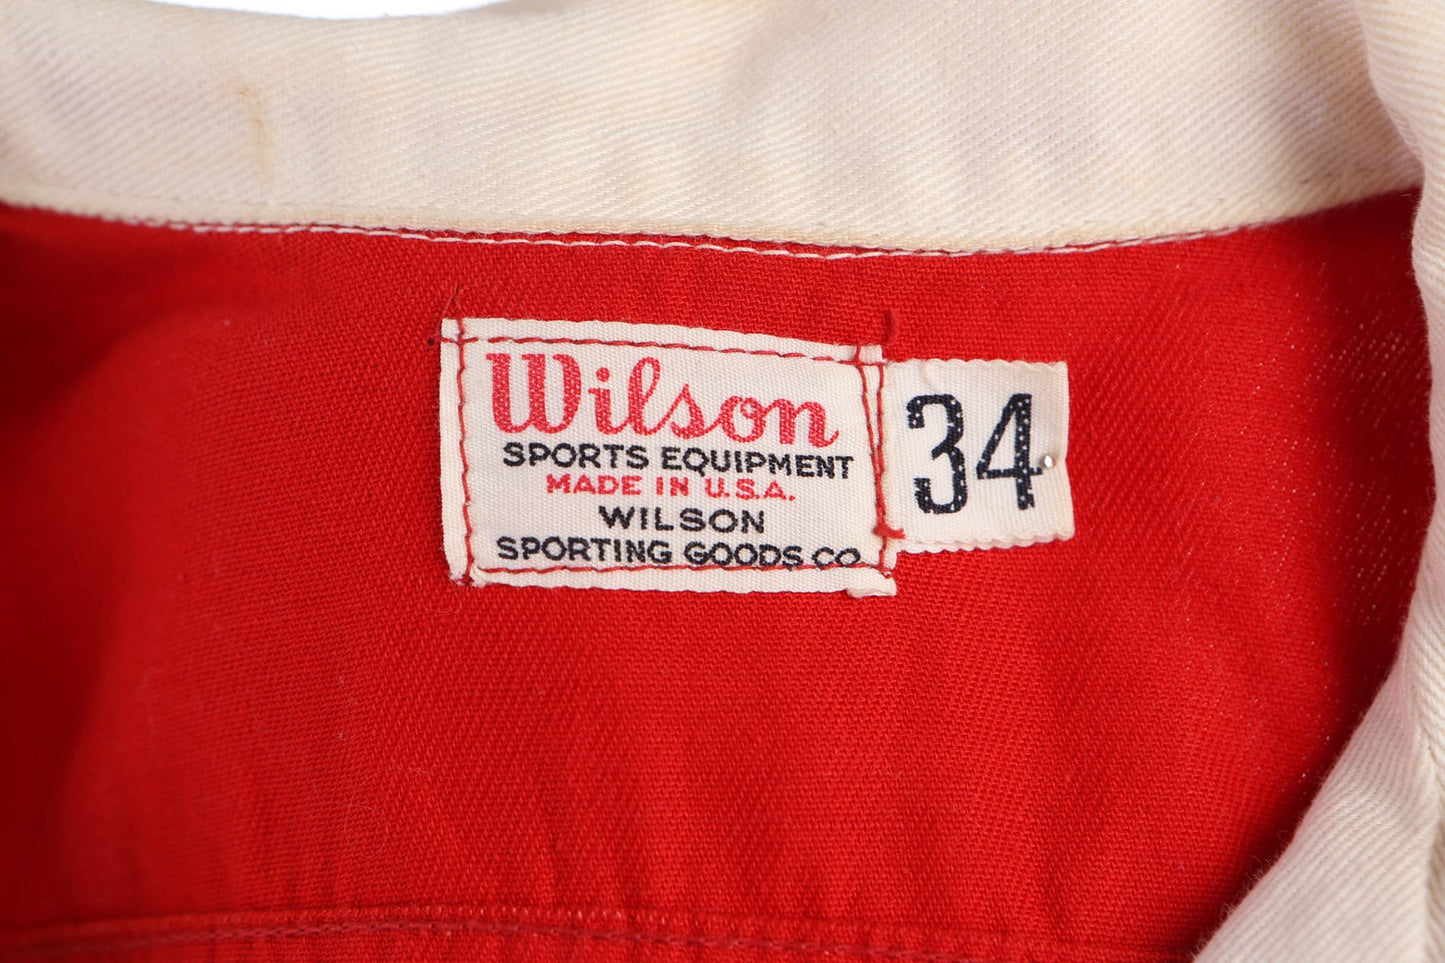 Wilson
SPORTS EQUIPMENT
MADE IN U.S.A.
WILSON
SPORTING GOODS CO
34